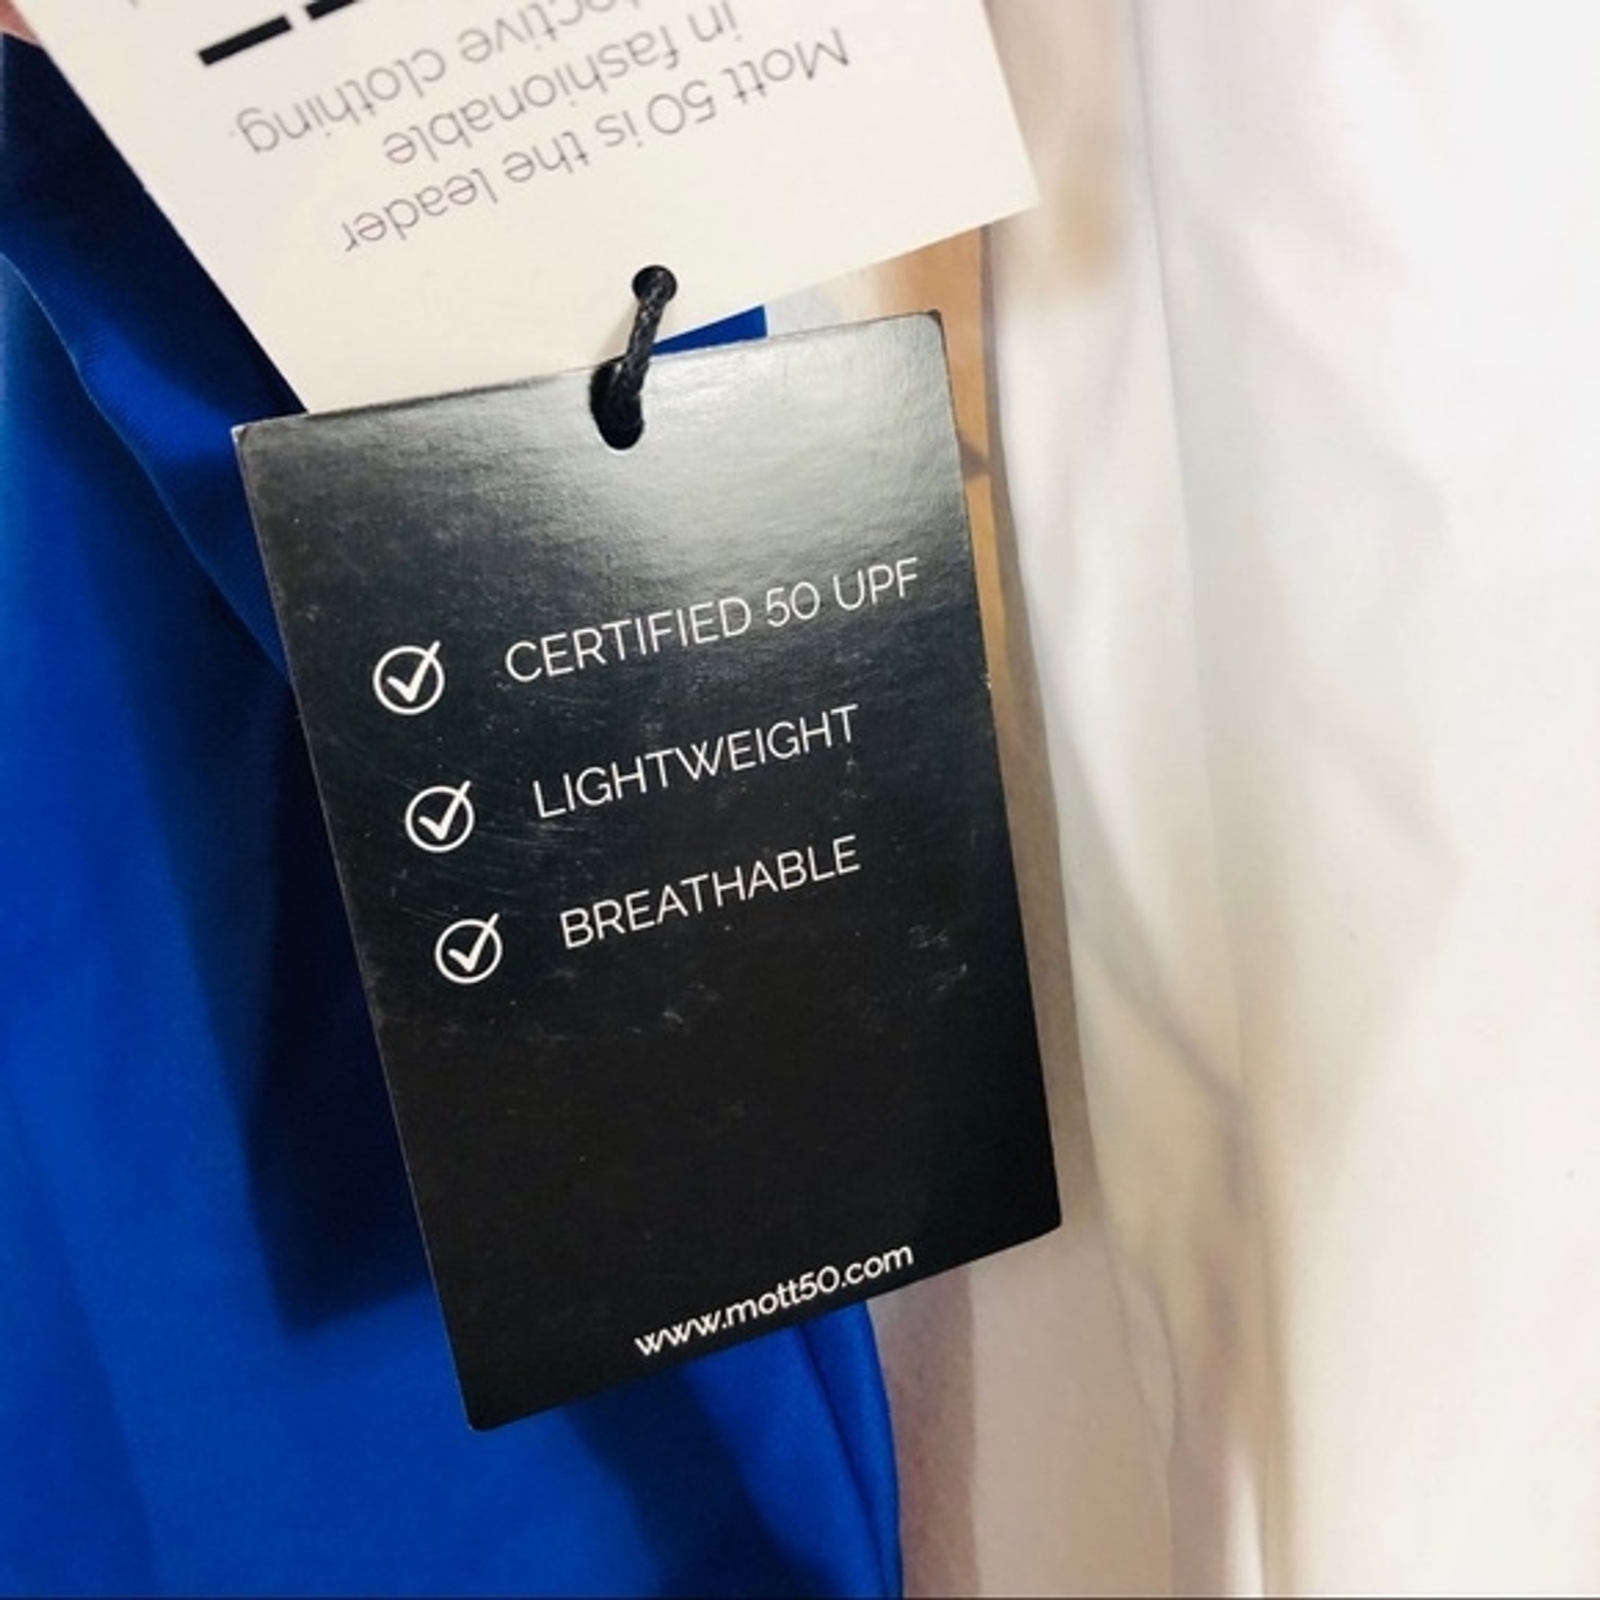 Mott 50 is the leader
in fashionable
clothing.
CERTIFIED 50 UPF
LIGHTWEIGHT
BREATHABLE
www.mott50.com